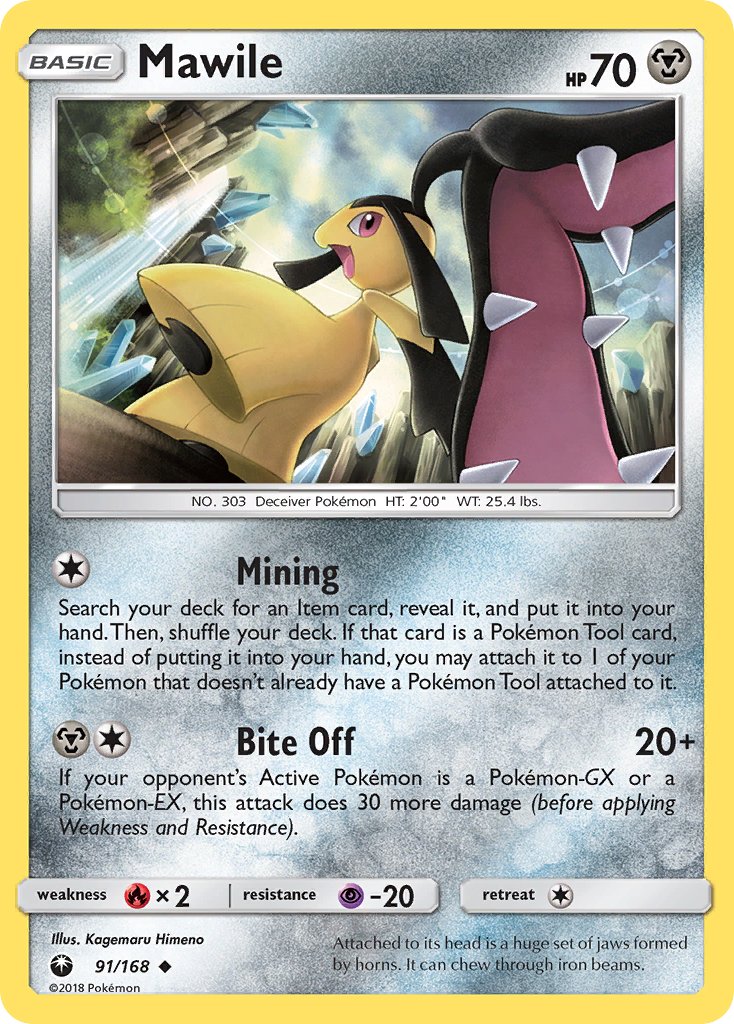 BASIC Mawile HP 70
NO. 303 Deceiver Pokémon HT: 2'00" WT: 25.4 lbs.
Mining
Search your deck for an Item card, reveal it, and put it into your
hand. Then, shuffle your deck. If that card is a Pokémon Tool card,
instead of putting it into your hand, you may attach it to 1 of your
Pokémon that doesn't already have a Pokémon Tool attached to it.
Bite Off 20+
If your opponent's Active Pokémon is a Pokémon-GX or a
Pokémon-EX, this attack does 30 more damage (before applying
Weakness and Resistance).
weakness ×2 resistance -20 retreat
Illus. Kagemaru Himeno
91/168
©2018 Pokémon
Attached to its head is a huge set of jaws formed
by horns. It can chew through iron beams.